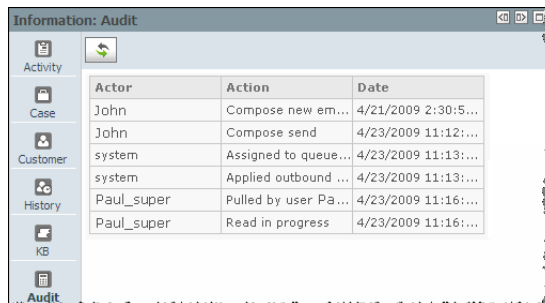 Information: Audit
Activity
Case
Customer
History
KB
Audit
Actor Action Date
John Compose new em... 4/21/2009 2:30:5...
John Compose send 4/23/2009 11:12:...
system Assigned to queue... 4/23/2009 11:13:...
system Applied outbound ... 4/23/2009 11:13:...
Paul_super Pulled by user Pa... 4/23/2009 11:16:...
Paul_super Read in progress 4/23/2009 11:16:...